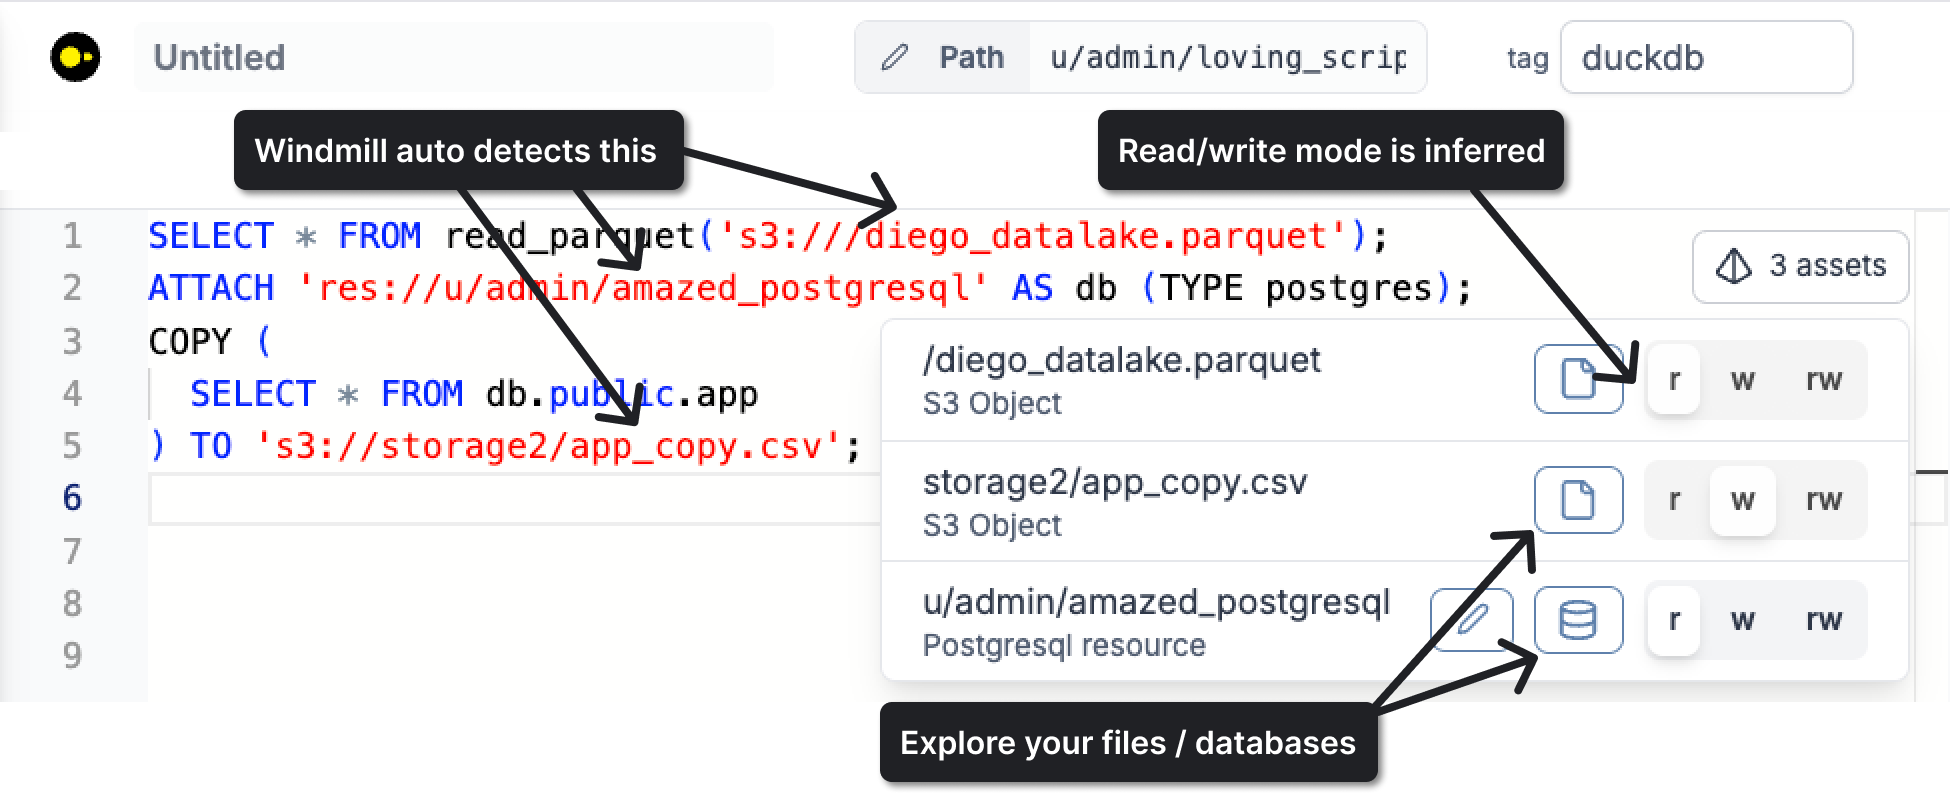 Untitled
Path
u/admin/loving_scrip
tag
duckdb
Windmill auto detects this
Read/write mode is inferred
1 SELECT * FROM read_parquet('s3:///diego_datalake.parquet');
2 ATTACH 'res://u/admin/amazed_postgresql' AS db (TYPE postgres);
3 COPY (
4 SELECT * FROM db.public.app
5 ) TO 's3://storage2/app_copy.csv';
6
7
8
9
3 assets
/diego_datalake.parquet
S3 Object
r w rw
storage2/app_copy.csv
S3 Object
r w rw
u/admin/amazed_postgresql
Postgresql resource
r w rw
Explore your files / databases